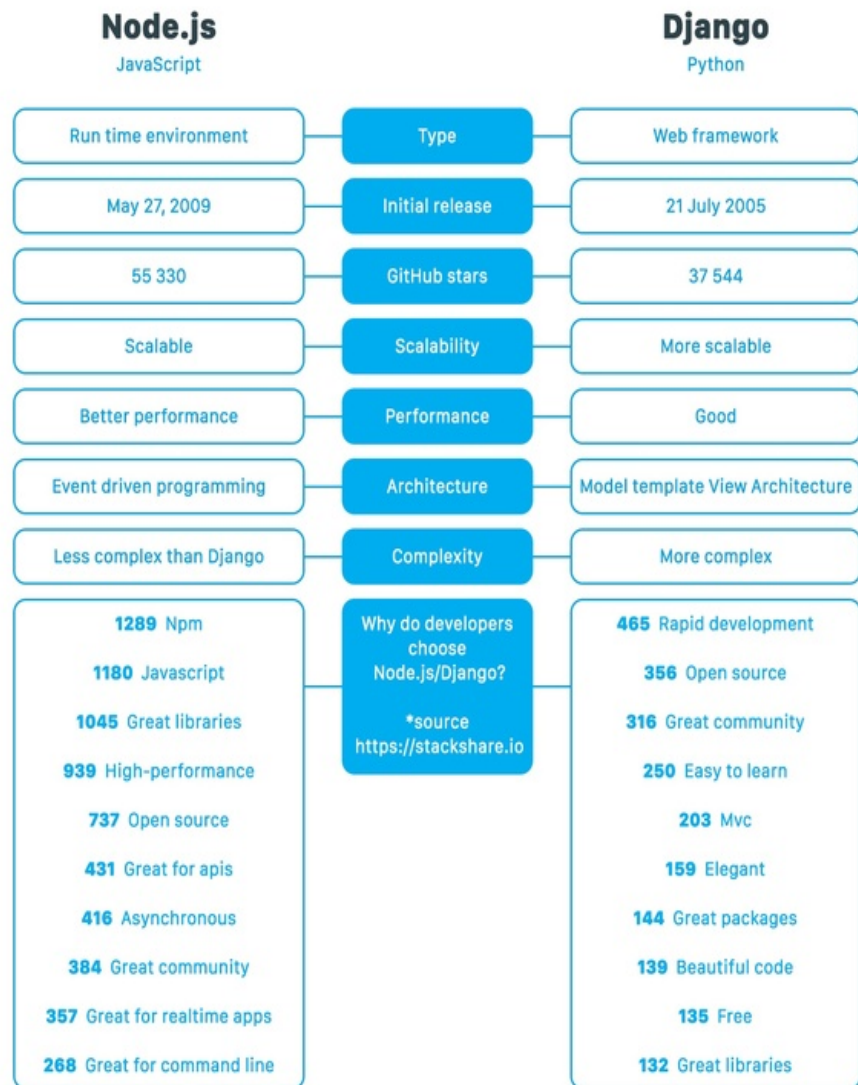 Node.js
Django
JavaScript
Python
Run time environment
Type
Web framework
May 27, 2009
Initial release
21 July 2005
55 330
GitHub stars
37 544
Scalable
Scalability
More scalable
Better performance
Performance
Good
Event driven programming
Architecture
Model template View Architecture
Less complex than Django
Complexity
More complex
1289 Npm
1180 Javascript
1045 Great libraries
939 High-performance
737 Open source
431 Great for apis
416 Asynchronous
384 Great community
357 Great for realtime apps
268 Great for command line
Why do developers
choose
Node.js/Django?
*source
https://stackshare.io
465 Rapid development
356 Open source
316 Great community
250 Easy to learn
203 Mvc
159 Elegant
144 Great packages
139 Beautiful code
135 Free
132 Great libraries